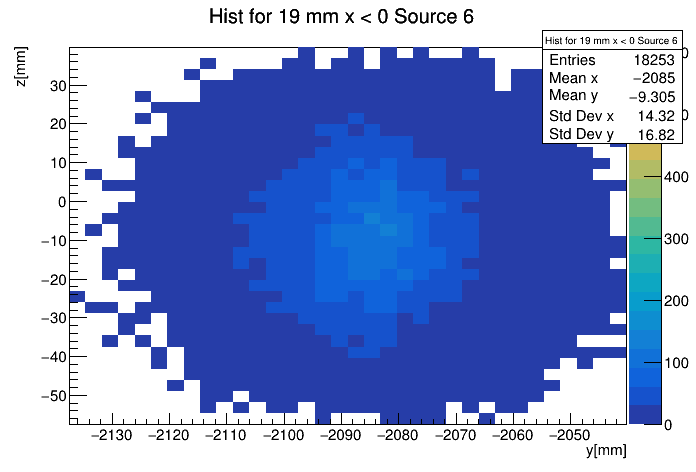 Hist for 19 mm x < 0 Source 6
Hist for 19 mm x < 0 Source 6
Entries 18253
Mean x −2085
Mean y −9.305
Std Dev x 14.32
Std Dev y 16.82
z[mm]
30
20
10
0
−10
−20
−30
−40
−50
−2130 −2120 −2110 −2100 −2090 −2080 −2070 −2060 −2050
y[mm]
400
300
200
100
0